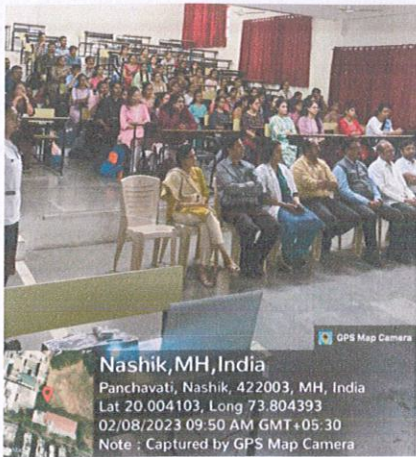 GPS Map Camera
Nashik,MH,India
Panchavati, Nashik, 422003, MH, India
Lat 20.004103, Long 73.804393
02/08/2023 09:50 AM GMT+05:30
Note : Captured by GPS Map Camera